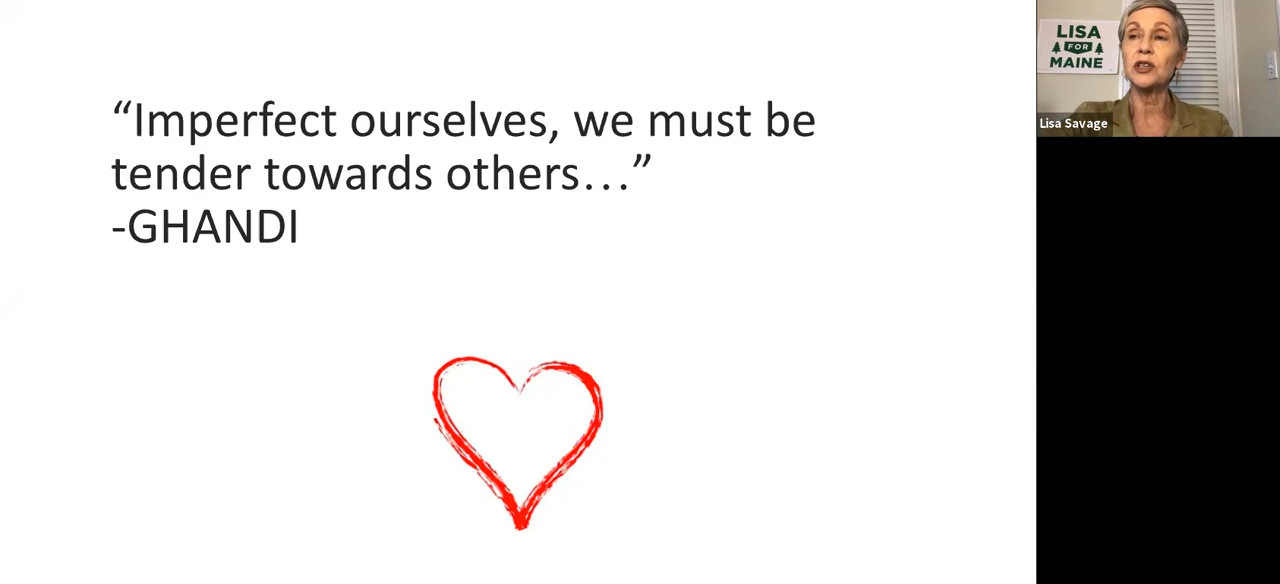 “Imperfect ourselves, we must be
tender towards others…”
-GHANDI
LISA
FOR
MAINE
Lisa Savage